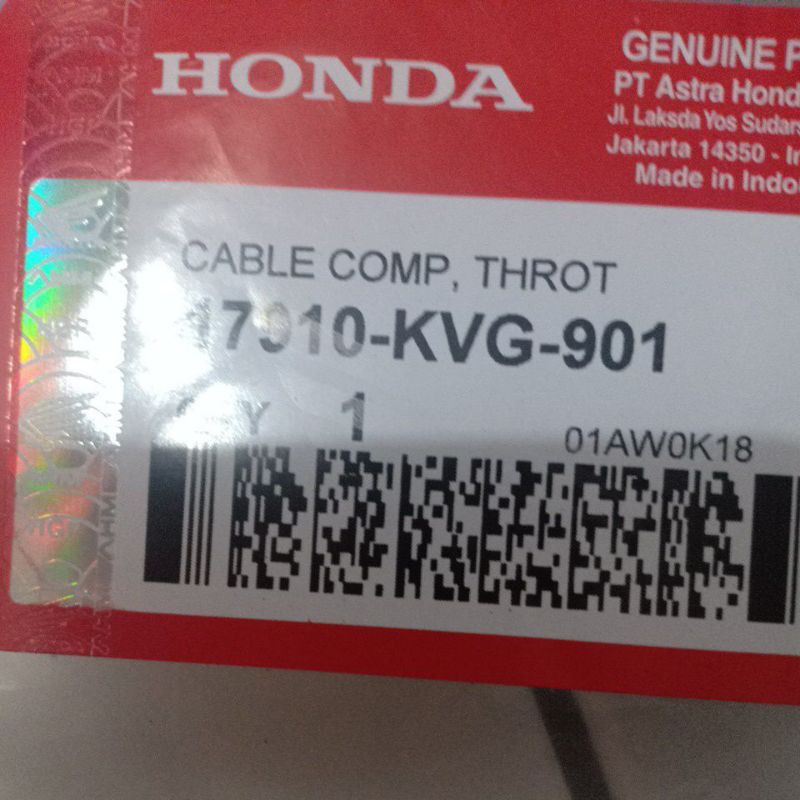 HONDA
GENUINE P
PT Astra Hond
Jl. Laksda Yos Sudars
Jakarta 14350 - In
Made in Indo
CABLE COMP, THROT
17910-KVG-901
1
01AW0K18
AHM